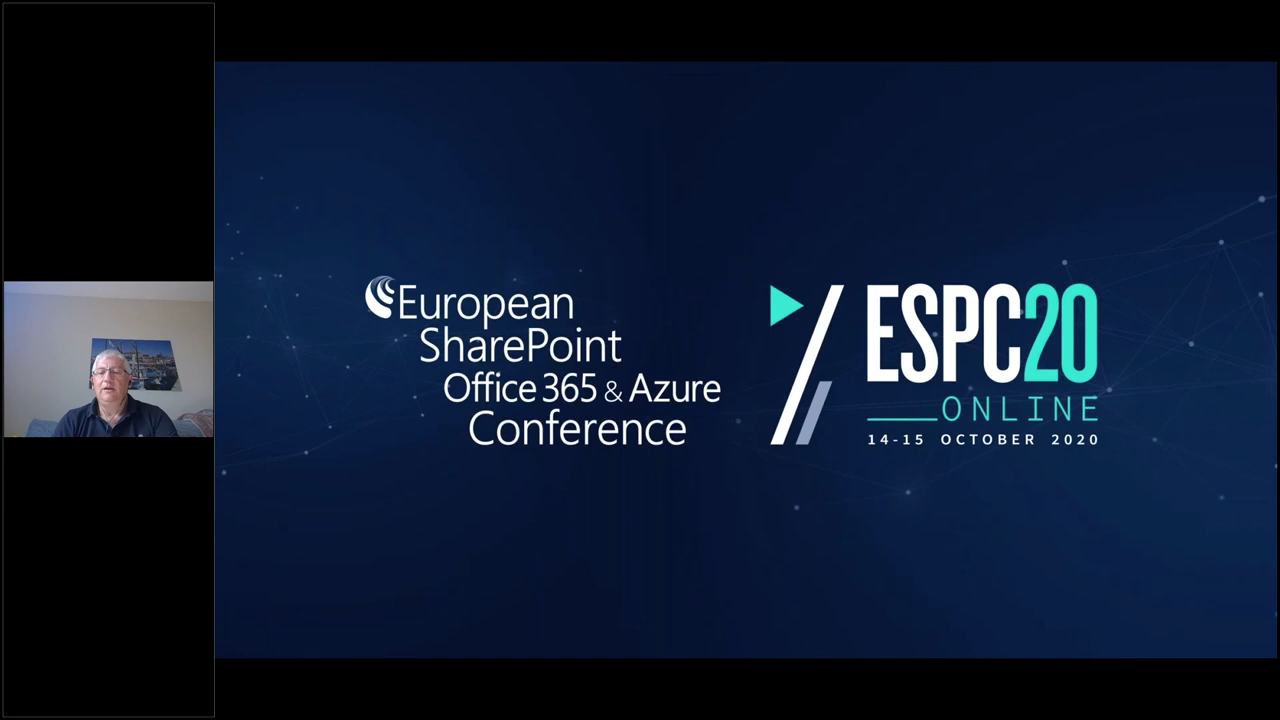 European
SharePoint
Office 365 & Azure
Conference
ESPC20
ONLINE
14-15 OCTOBER 2020